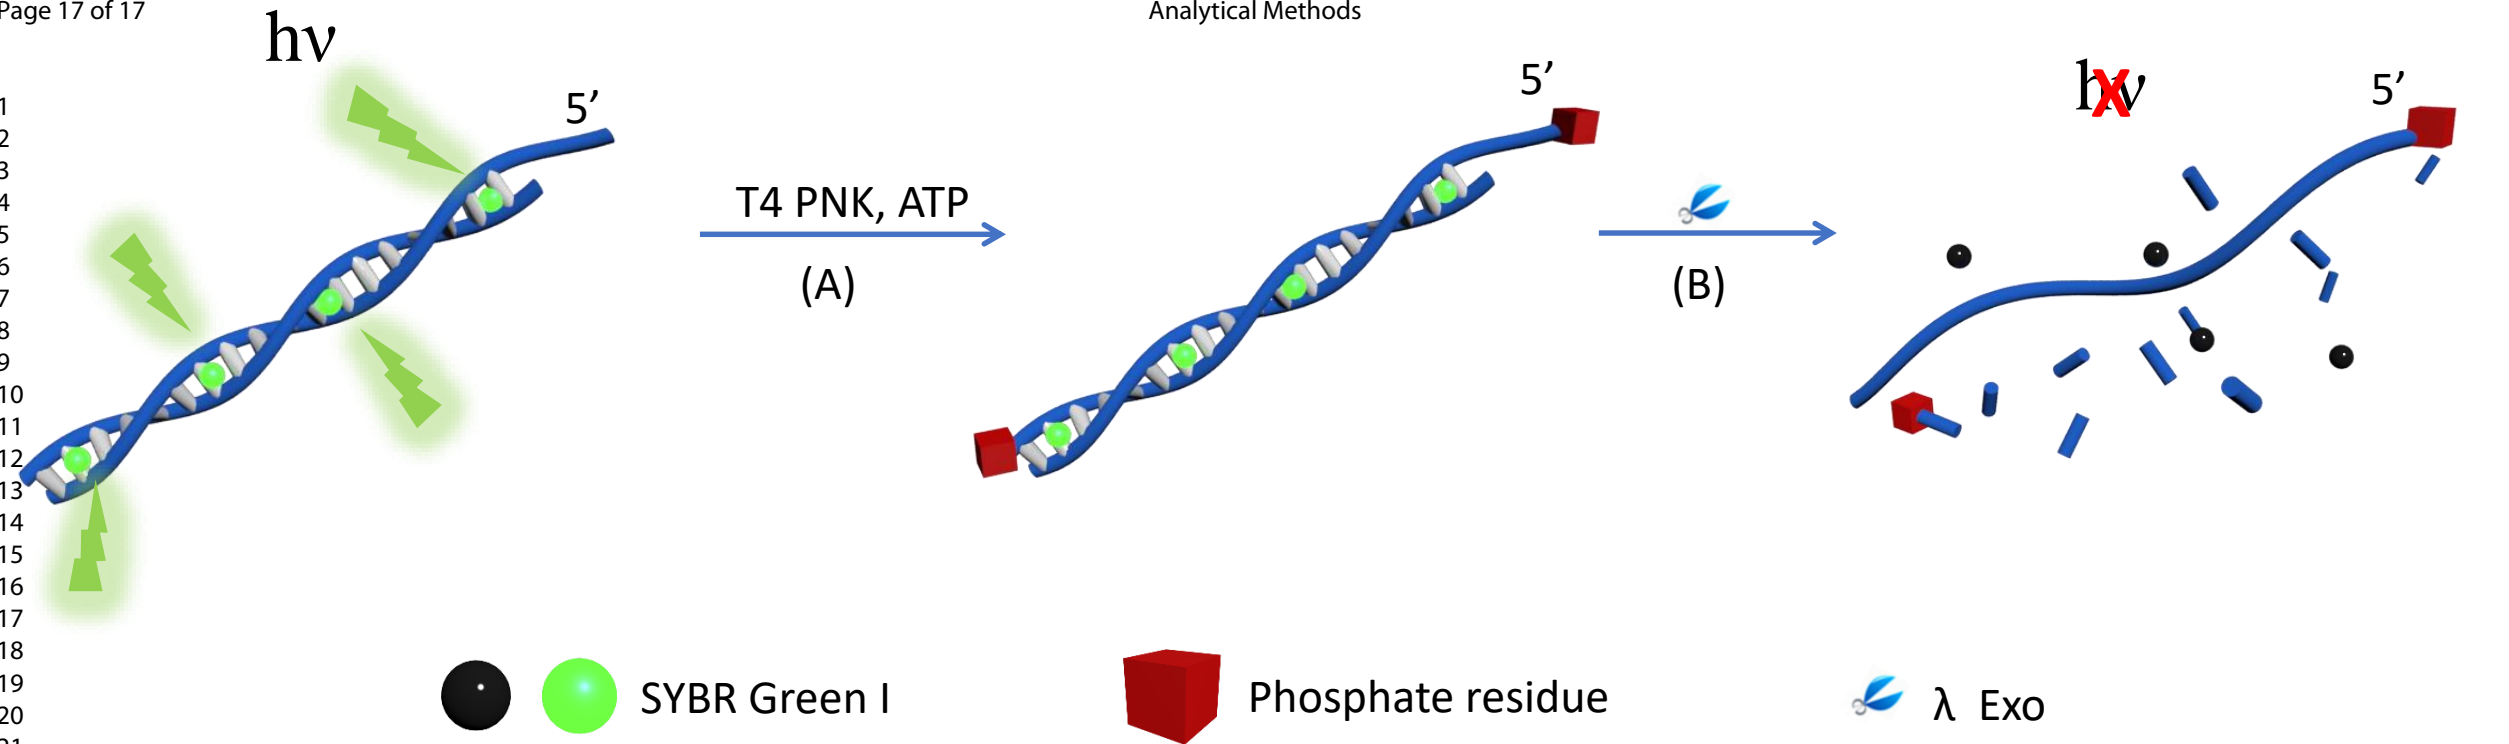 Page 17 of 17
Analytical Methods
hν
5’
T4 PNK, ATP
(A)
5’
(B)
hν
X
5’
1
2
3
4
5
6
7
8
9
10
11
12
13
14
15
16
17
18
19
20
21
SYBR Green I
Phosphate residue
λ Exo